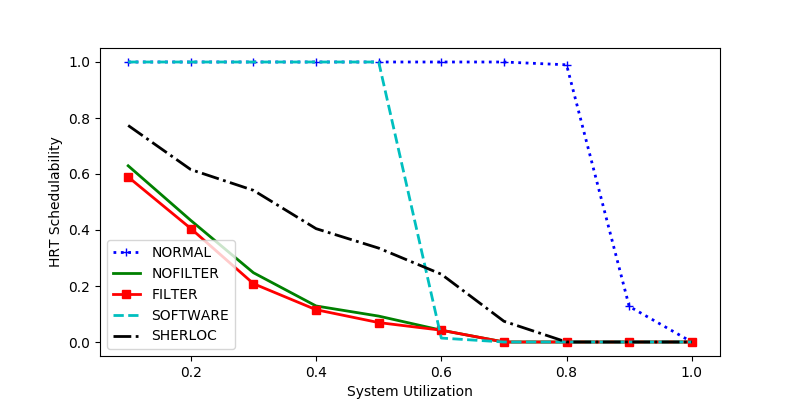 1.0
0.8
0.6
0.4
0.2
0.0
HRT Schedulability
NORMAL
NOFILTER
FILTER
SOFTWARE
SHERLOC
0.2
0.4
0.6
0.8
1.0
System Utilization